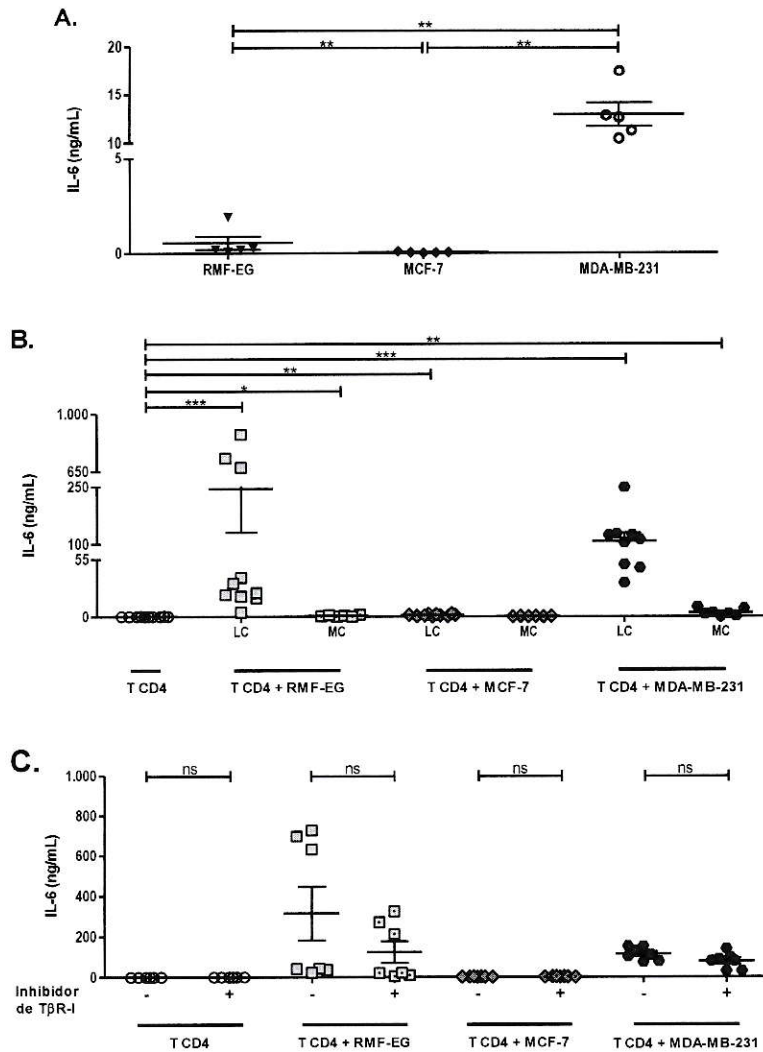 A.
**
** **
20
15
10
5
0
IL-6 (ng/mL)
RMF-EG MCF-7 MDA-MB-231
B.
**
***
**
*
***
1.000
650
250
100
55
0
IL-6 (ng/mL)
LC MC LC MC LC MC
T CD4 T CD4 + RMF-EG T CD4 + MCF-7 T CD4 + MDA-MB-231
C.
ns ns ns ns
1.000
800
600
400
200
0
IL-6 (ng/mL)
Inhibidor de TβR-I
- + - + - + - +
T CD4 T CD4 + RMF-EG T CD4 + MCF-7 T CD4 + MDA-MB-231